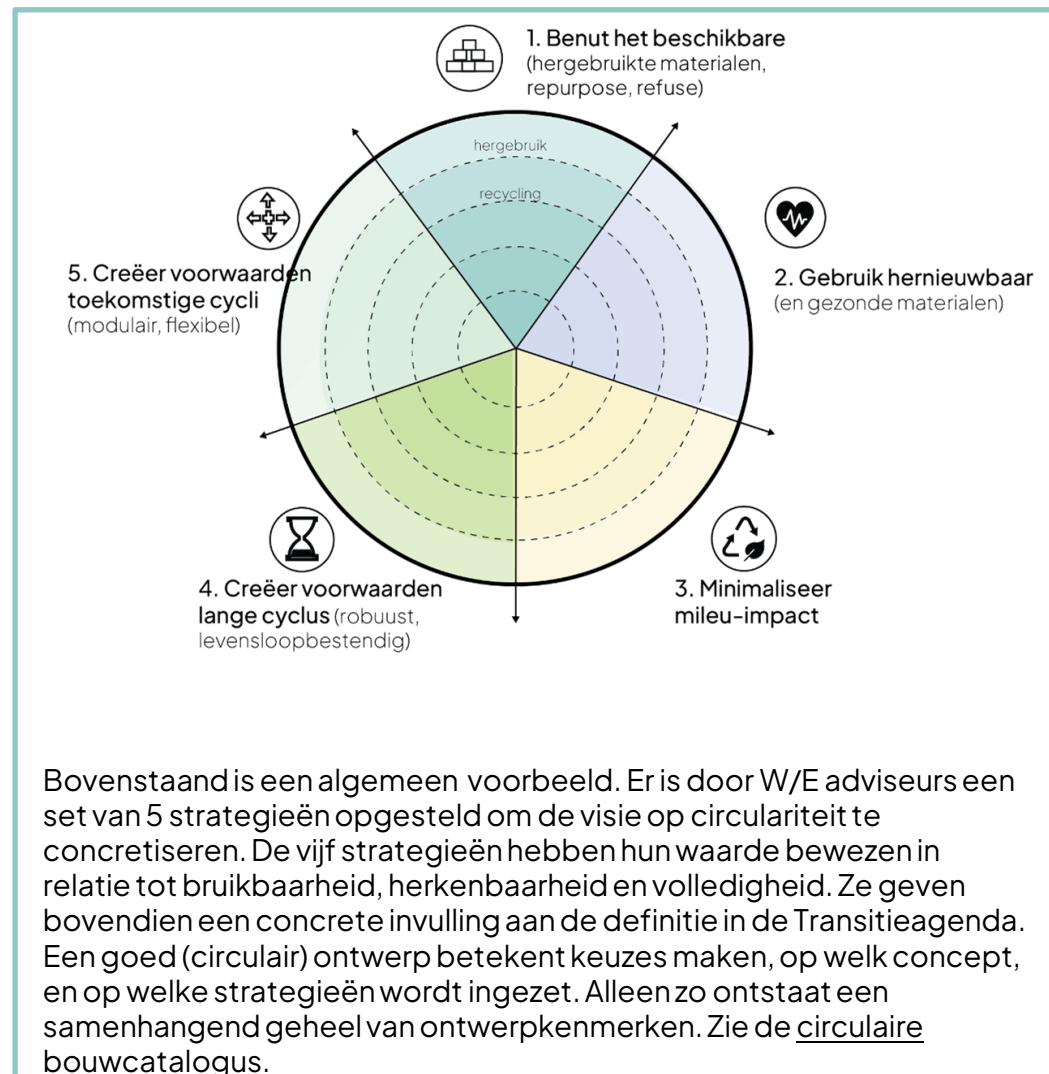 1. Benut het beschikbare
(hergebruikte materialen,
repurpose, refuse)
hergebruik
recycling
5. Creëer voorwaarden
toekomstige cycli
(modulair, flexibel)
2. Gebruik hernieuwbaar
(en gezonde materialen)
4. Creëer voorwaarden
lange cyclus (robuust,
levensloopbestendig)
3. Minimaliseer
mileu-impact
Bovenstaand is een algemeen voorbeeld. Er is door W/E adviseurs een
set van 5 strategieën opgesteld om de visie op circulariteit te
concretiseren. De vijf strategieën hebben hun waarde bewezen in
relatie tot bruikbaarheid, herkenbaarheid en volledigheid. Ze geven
bovendien een concrete invulling aan de definitie in de Transitieagenda.
Een goed (circulair) ontwerp betekent keuzes maken, op welk concept,
en op welke strategieën wordt ingezet. Alleen zo ontstaat een
samenhangend geheel van ontwerpkenmerken. Zie de circulaire
bouwcatalogus.